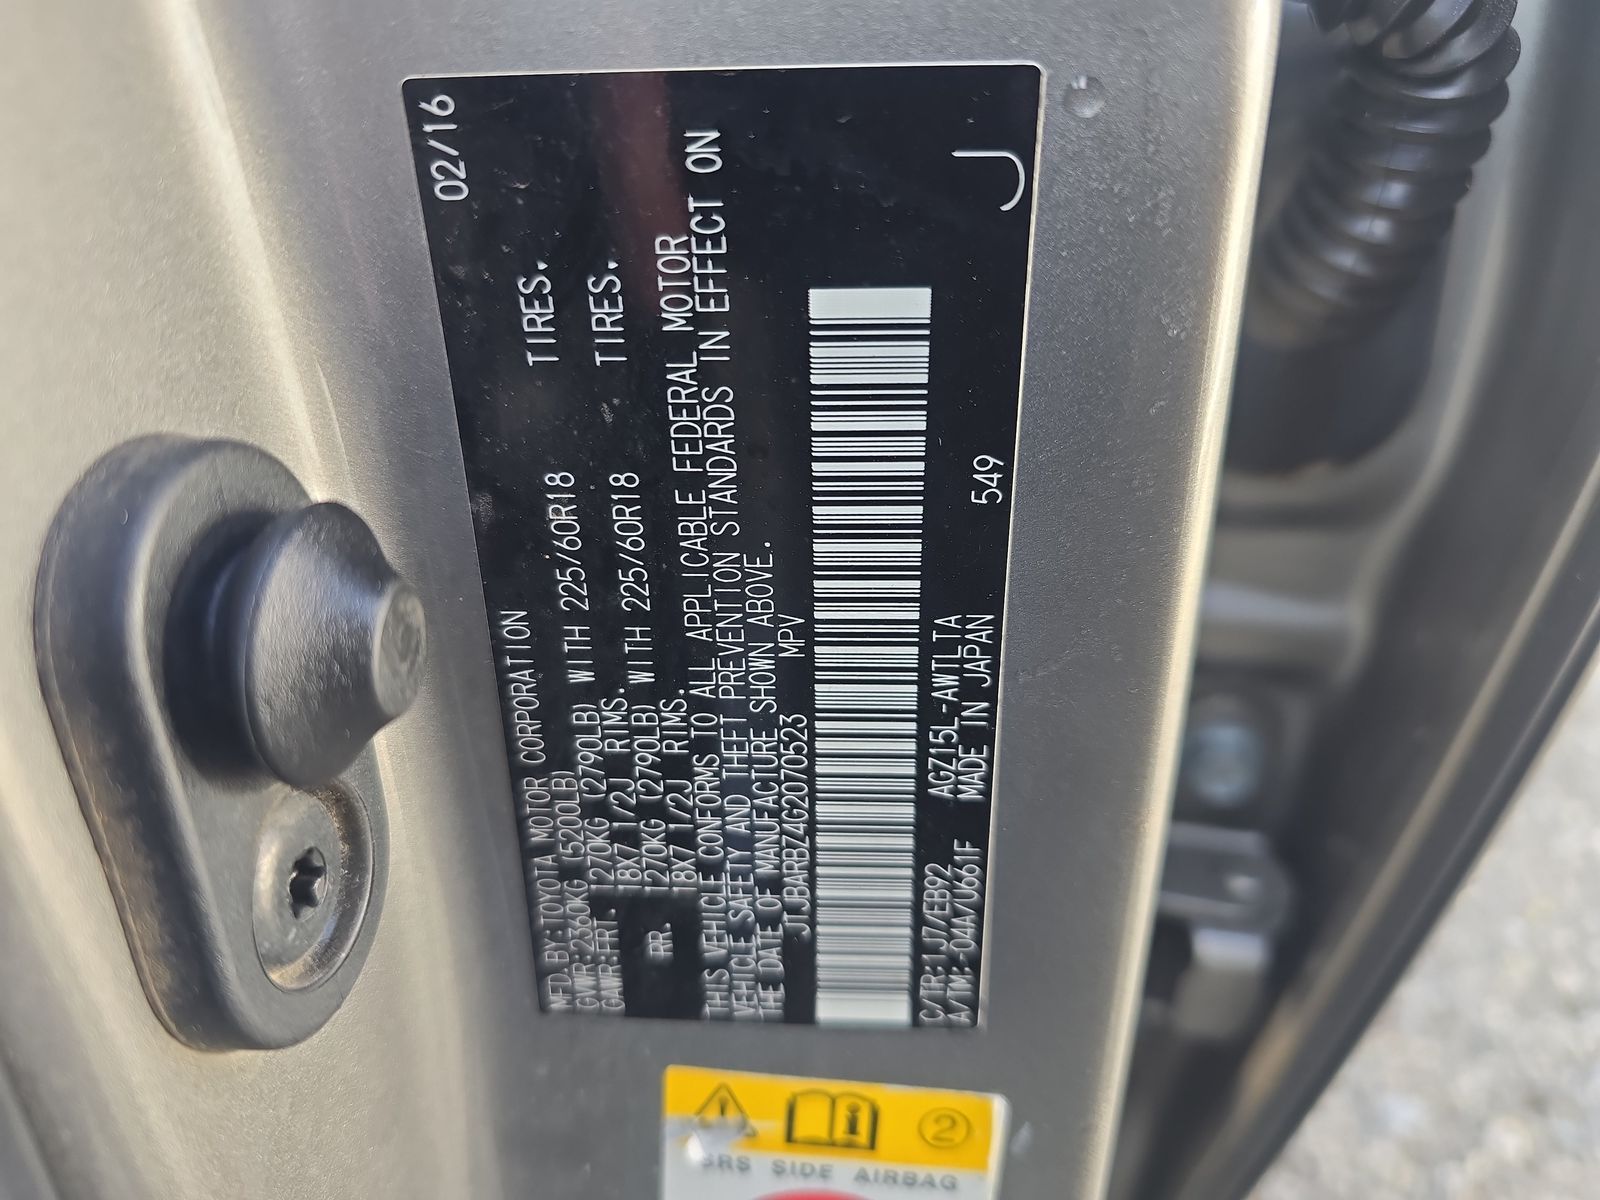 MFD.BY:TOYOTA MOTOR CORPORATION 02/16
GVWR:2360KG (5200LB)
GAWR:FRT. 1270KG (2790LB) WITH 225/60R18 TIRES.
18X7 1/2J RIMS.
RR. 1270KG (2790LB) WITH 225/60R18 TIRES.
18X7 1/2J RIMS.
THIS VEHICLE CONFORMS TO ALL APPLICABLE FEDERAL MOTOR
VEHICLE SAFETY AND THEFT PREVENTION STANDARDS IN EFFECT ON
THE DATE OF MANUFACTURE SHOWN ABOVE.
JTJBARBZ4G2070523 MPV
C/TR:1J7/EB92 AGZ15L-AWTLTA
A/TM:-04A/U661F MADE IN JAPAN 549 J
2
SRS SIDE AIRBAG